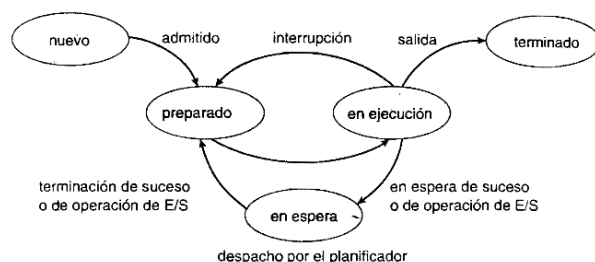 nuevo
admitido
interrupción
salida
terminado
preparado
en ejecución
terminación de suceso
o de operación de E/S
en espera de suceso
o de operación de E/S
en espera
despacho por el planificador